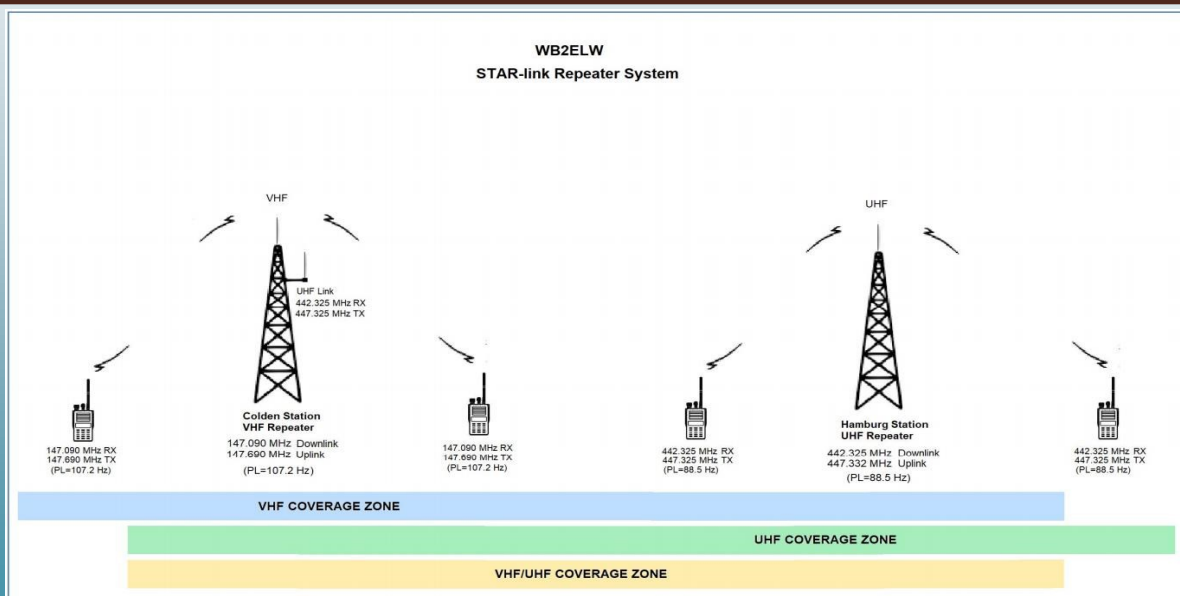 WB2ELW
STAR-link Repeater System
VHF
UHF Link
442.325 MHz RX
447.325 MHz TX
Colden Station
VHF Repeater
147.090 MHz Downlink
147.690 MHz Uplink
(PL=107.2 Hz)
147.090 MHz RX
147.690 MHz TX
(PL=107.2 Hz)
147.090 MHz RX
147.690 MHz TX
(PL=107.2 Hz)
UHF
442.325 MHz RX
447.325 MHz TX
(PL=88.5 Hz)
Hamburg Station
UHF Repeater
442.325 MHz Downlink
447.332 MHz Uplink
(PL=88.5 Hz)
442.325 MHz RX
447.325 MHz TX
(PL=88.5 Hz)
VHF COVERAGE ZONE
UHF COVERAGE ZONE
VHF/UHF COVERAGE ZONE